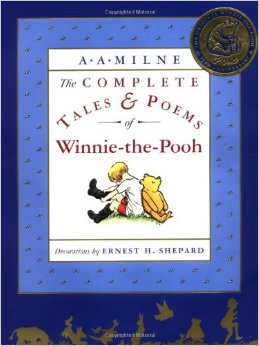 A·A·MILNE
The COMPLETE
TALES & POEMS
of
Winnie-the-Pooh
Decorations by ERNEST H. SHEPARD